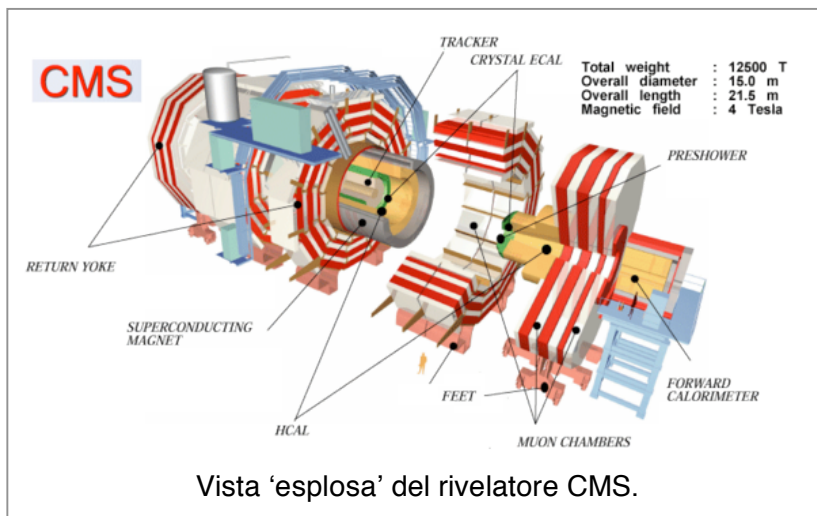 CMS
TRACKER
CRYSTAL ECAL
Total weight : 12500 T
Overall diameter : 15.0 m
Overall length : 21.5 m
Magnetic field : 4 Tesla
PRESHOWER
RETURN YOKE
SUPERCONDUCTING
MAGNET
HCAL
FEET
MUON CHAMBERS
FORWARD
CALORIMETER
Vista ‘esplosa’ del rivelatore CMS.